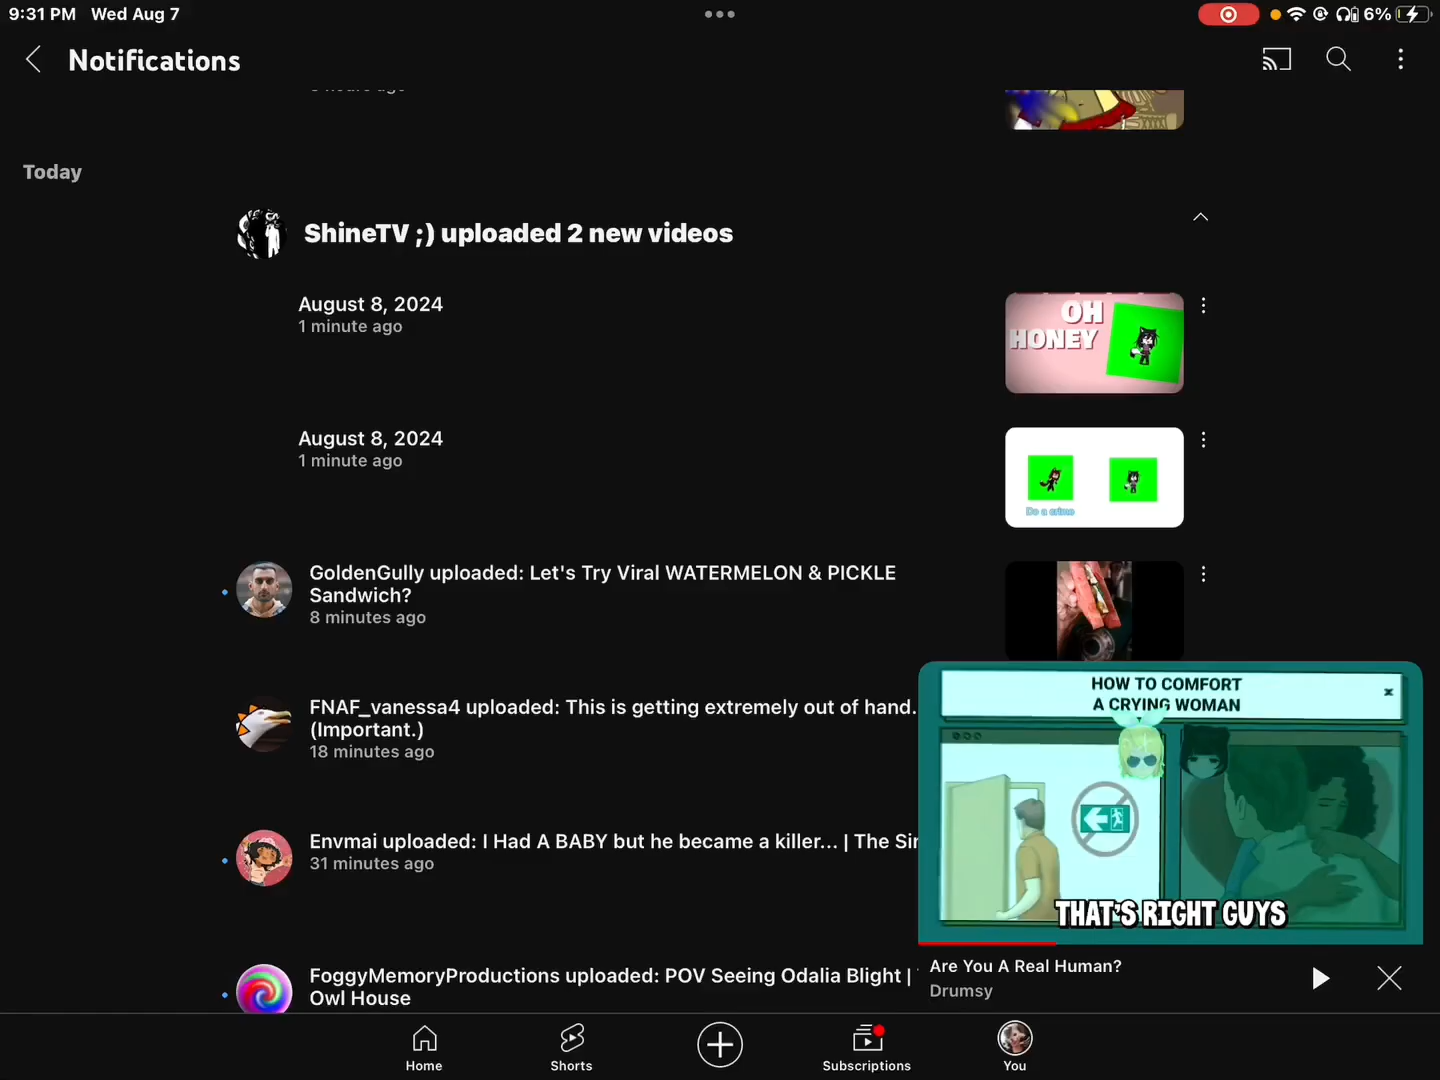 9:31 PM Wed Aug 7
6%
Notifications
Today
ShineTV ;) uploaded 2 new videos
August 8, 2024
1 minute ago
OH
HONEY
August 8, 2024
1 minute ago
Do a crime
GoldenGully uploaded: Let's Try Viral WATERMELON & PICKLE
Sandwich?
8 minutes ago
FNAF_vanessa4 uploaded: This is getting extremely out of hand.
(Important.)
18 minutes ago
Envmai uploaded: I Had A BABY but he became a killer... | The
31 minutes ago
FoggyMemoryProductions uploaded: POV Seeing Odalia Blight |
Owl House
HOW TO COMFORT
A CRYING WOMAN
THAT'S RIGHT GUYS
Are You A Real Human?
Drumsy
Home
Shorts
Subscriptions
You